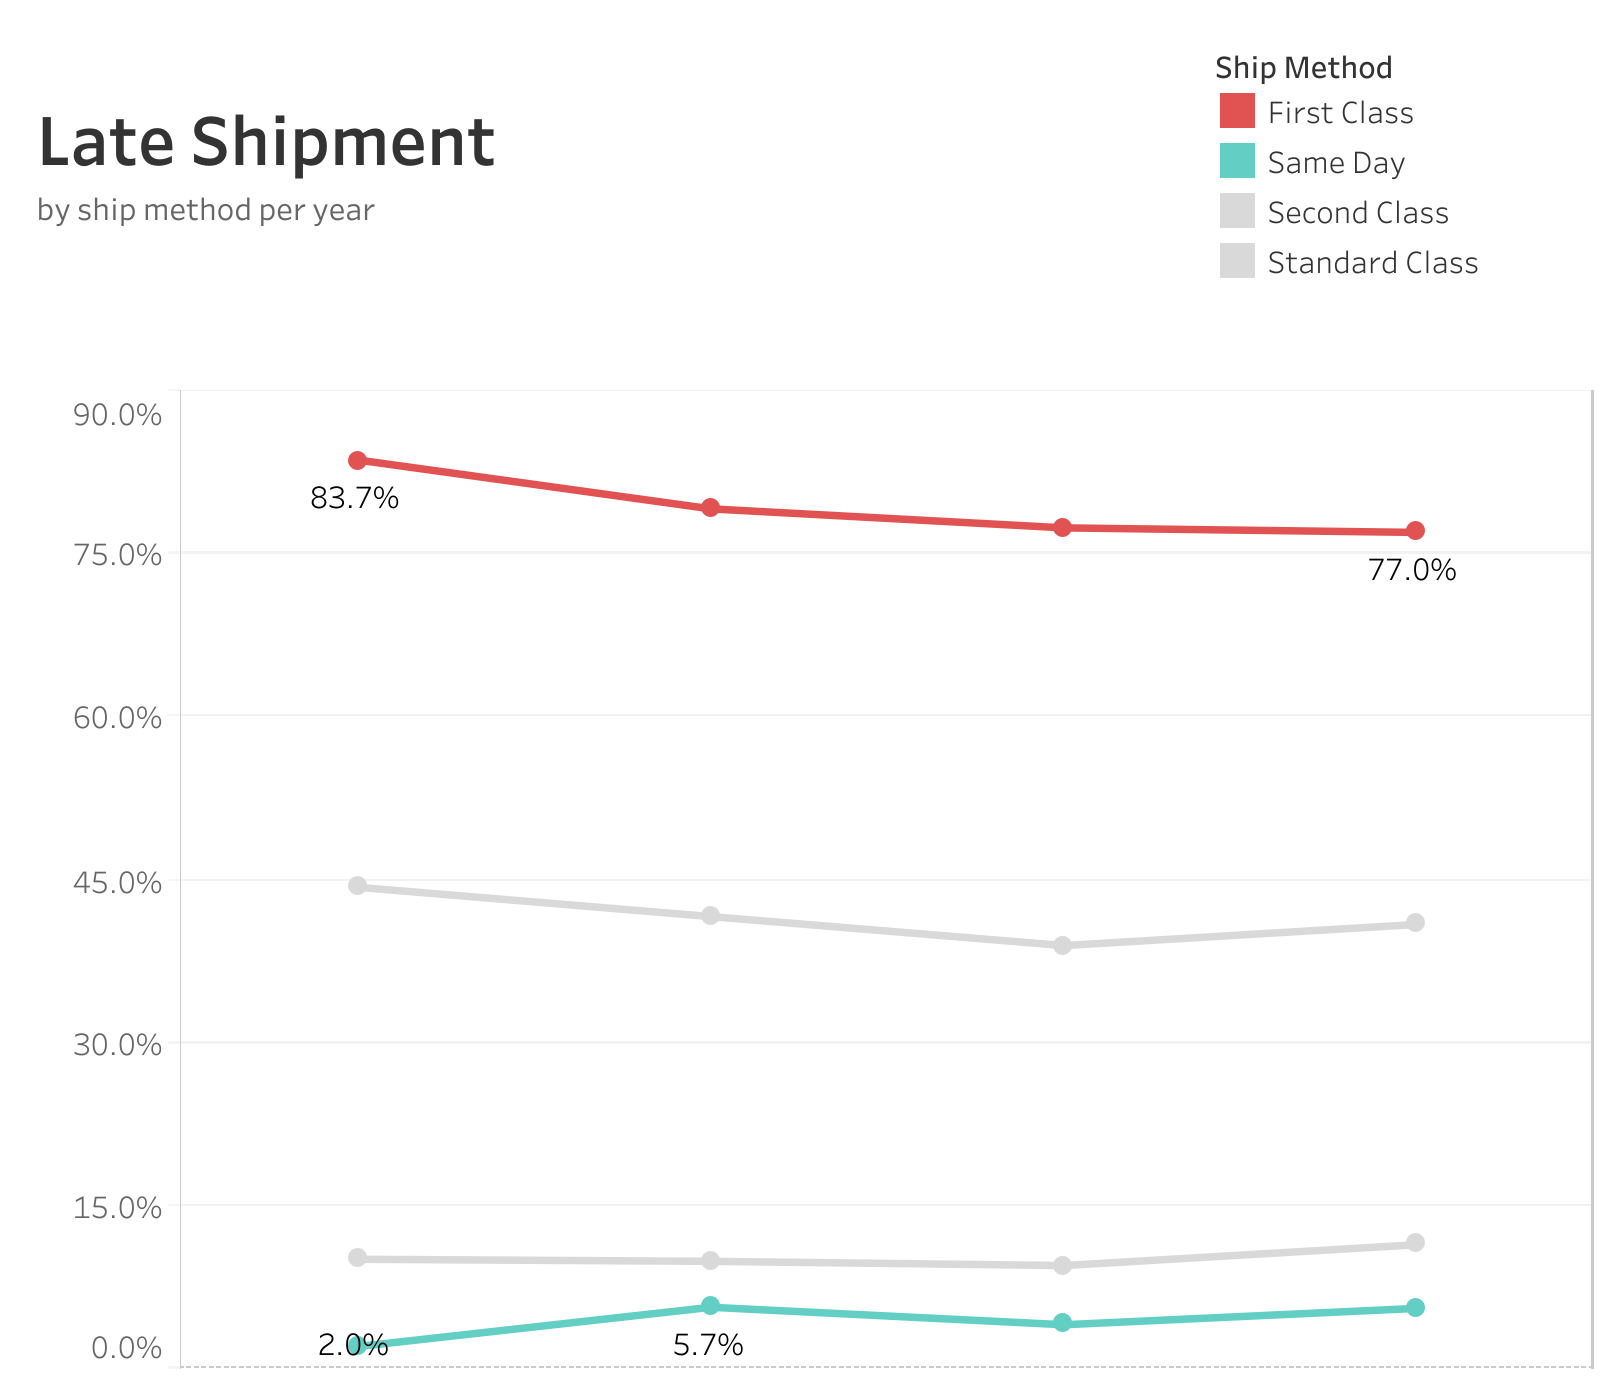 Late Shipment
by ship method per year
Ship Method
First Class
Same Day
Second Class
Standard Class
90.0%
83.7%
75.0%
77.0%
60.0%
45.0%
30.0%
15.0%
0.0%
2.0%
5.7%